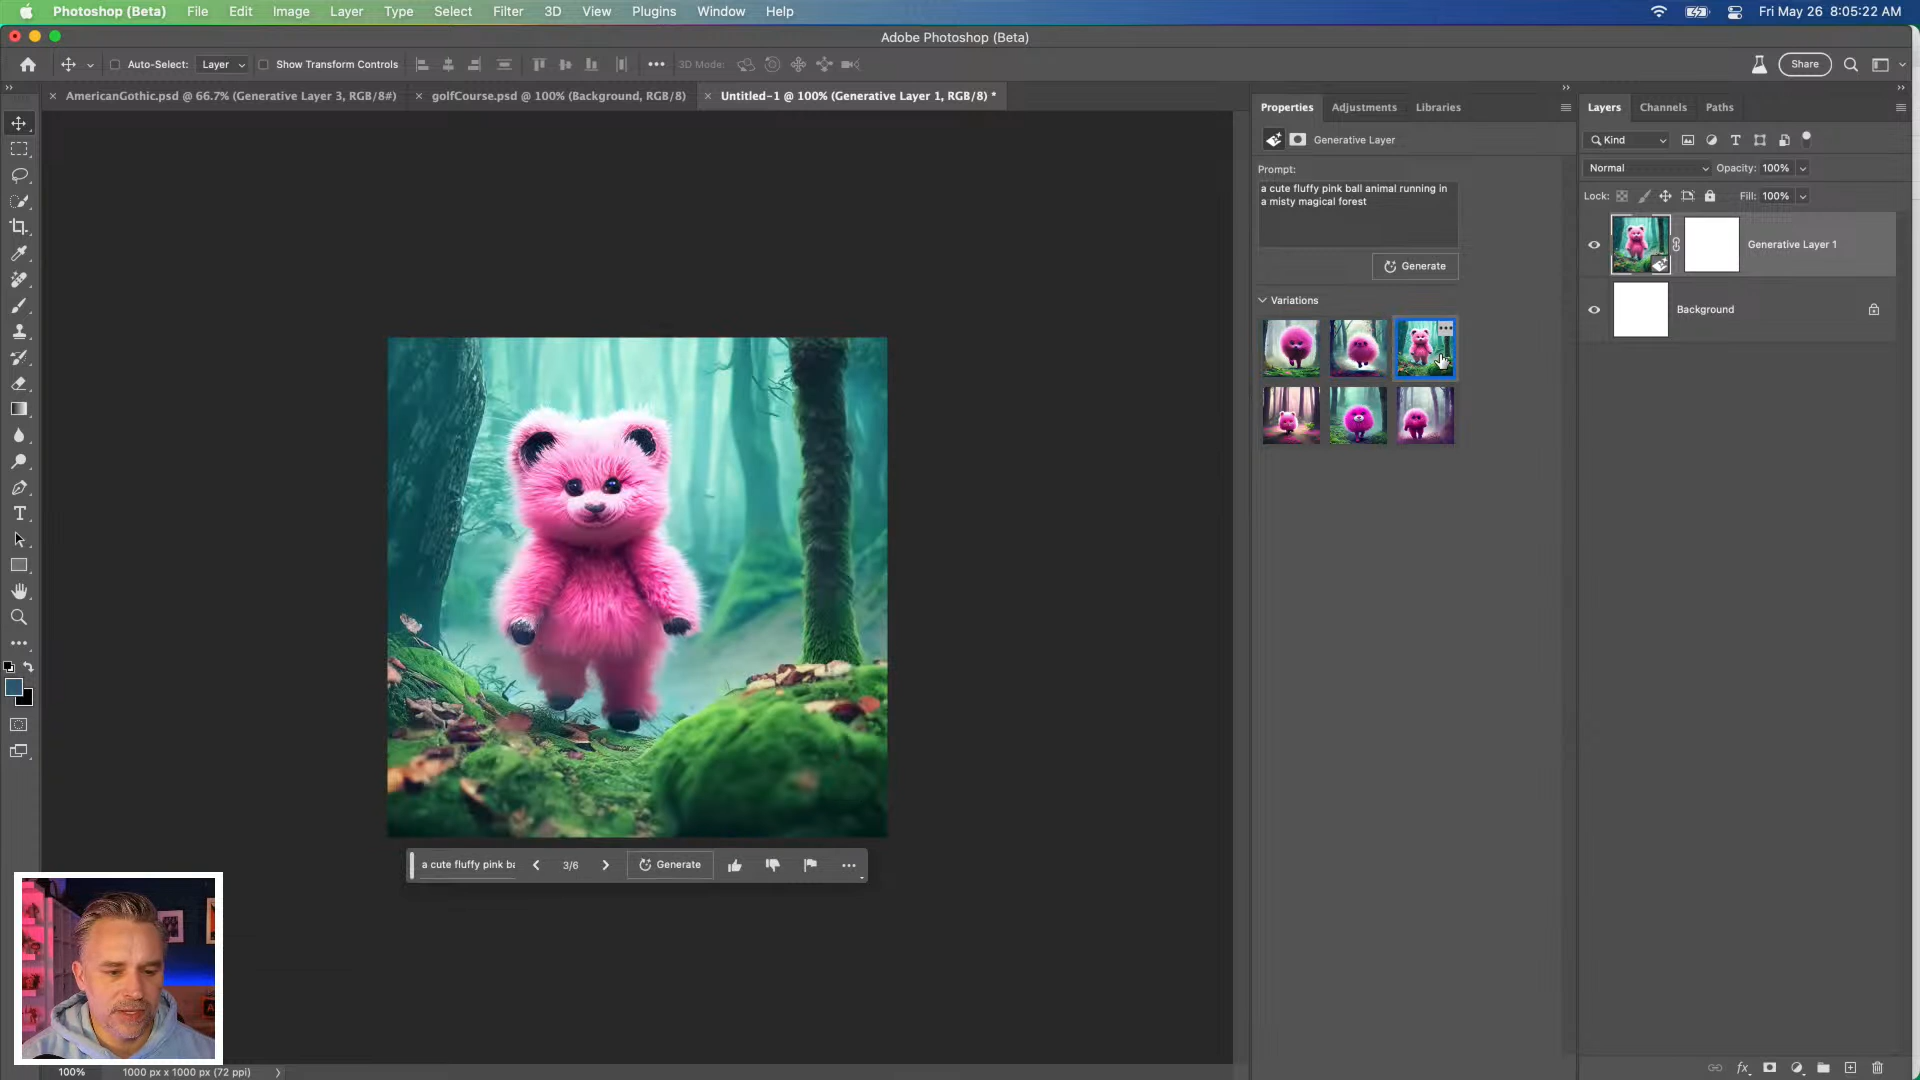 Photoshop (Beta) File Edit Image Layer Type Select Filter 3D View Plugins Window Help Fri May 26 8:05:22 AM
Adobe Photoshop (Beta)
Auto-Select: Layer Show Transform Controls 3D Mode: Share
AmericanGothic.psd @ 66.7% (Generative Layer 3, RGB/8#) golfCourse.psd @ 100% (Background, RGB/8) Untitled-1 @ 100% (Generative Layer 1, RGB/8) *
Properties Adjustments Libraries
Generative Layer
Prompt:
a cute fluffy pink ball animal running in
a misty magical forest
Generate
Variations
Layers Channels Paths
Kind
Normal Opacity: 100%
Lock: Fill: 100%
Generative Layer 1
Background
a cute fluffy pink ba 3/6 Generate
100% 1000 px x 1000 px (72 ppi)